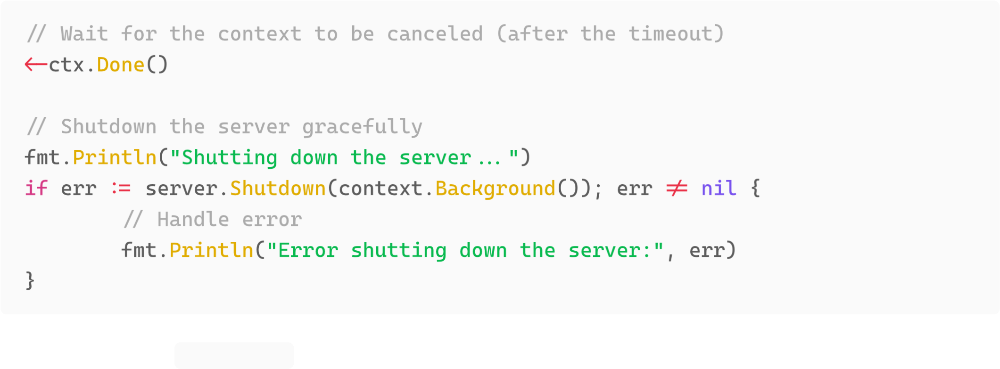 // Wait for the context to be canceled (after the timeout)
<-ctx.Done()
// Shutdown the server gracefully
fmt.Println("Shutting down the server...")
if err := server.Shutdown(context.Background()); err != nil {
// Handle error
fmt.Println("Error shutting down the server:", err)
}